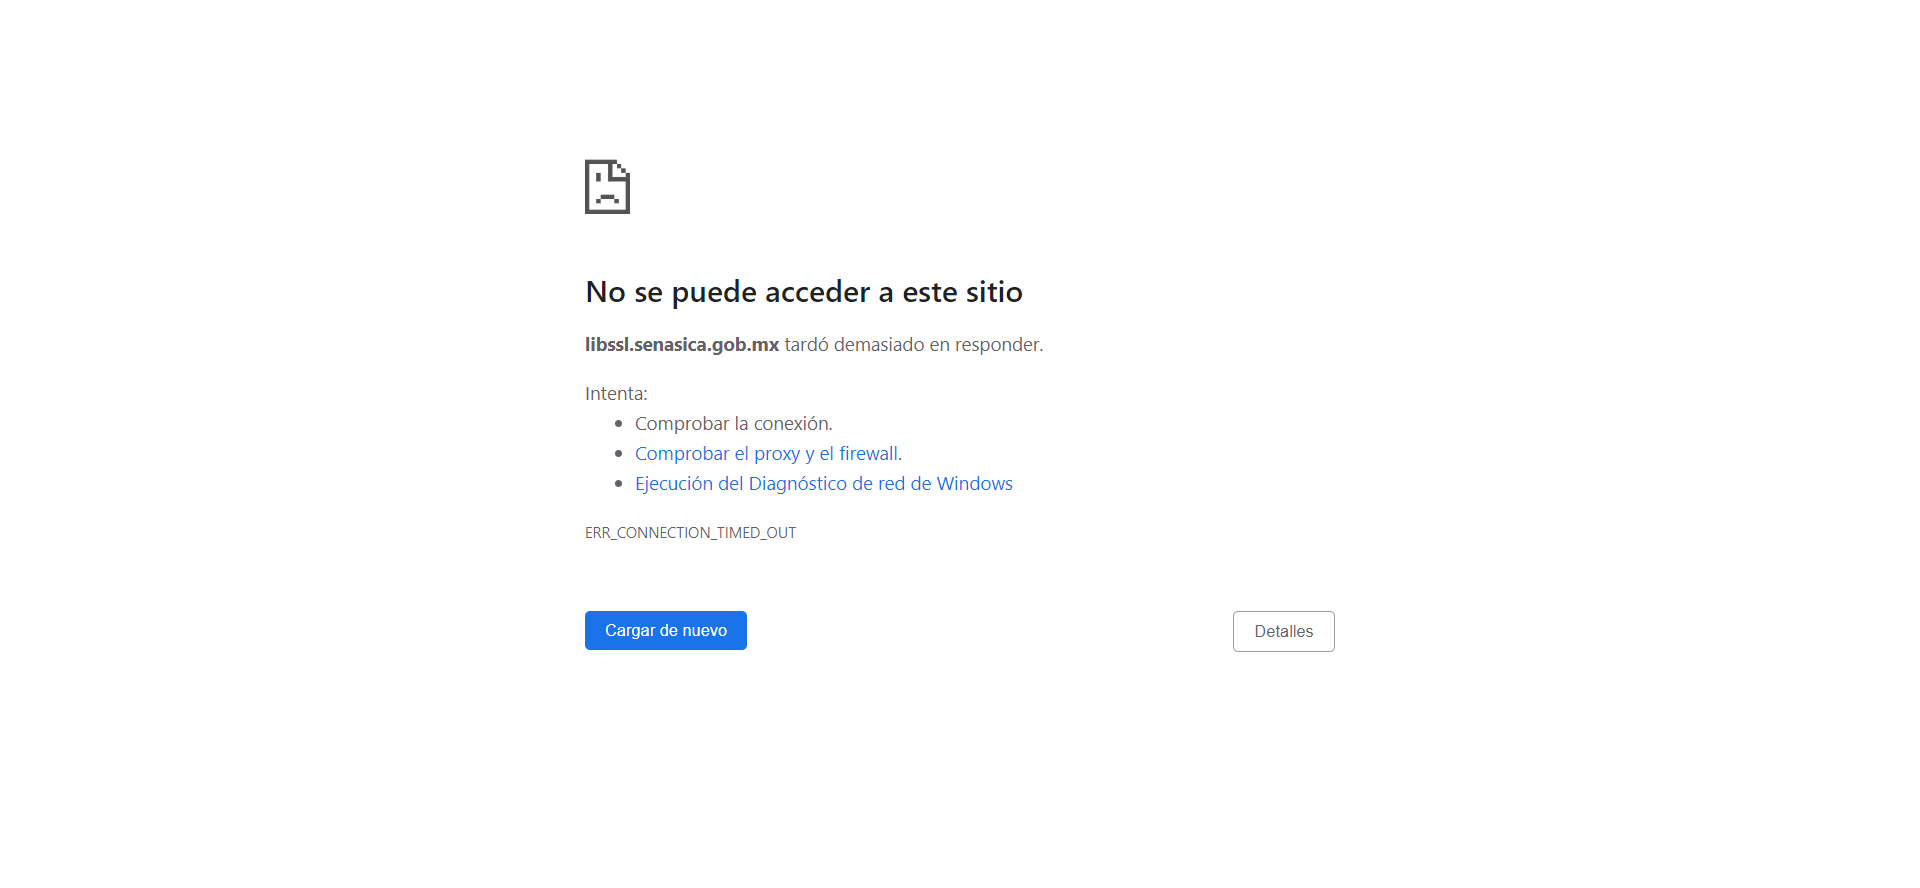 No se puede acceder a este sitio
libssl.senasica.gob.mx tardó demasiado en responder.
Intenta:
Comprobar la conexión.
Comprobar el proxy y el firewall.
Ejecución del Diagnóstico de red de Windows
ERR_CONNECTION_TIMED_OUT
Cargar de nuevo
Detalles